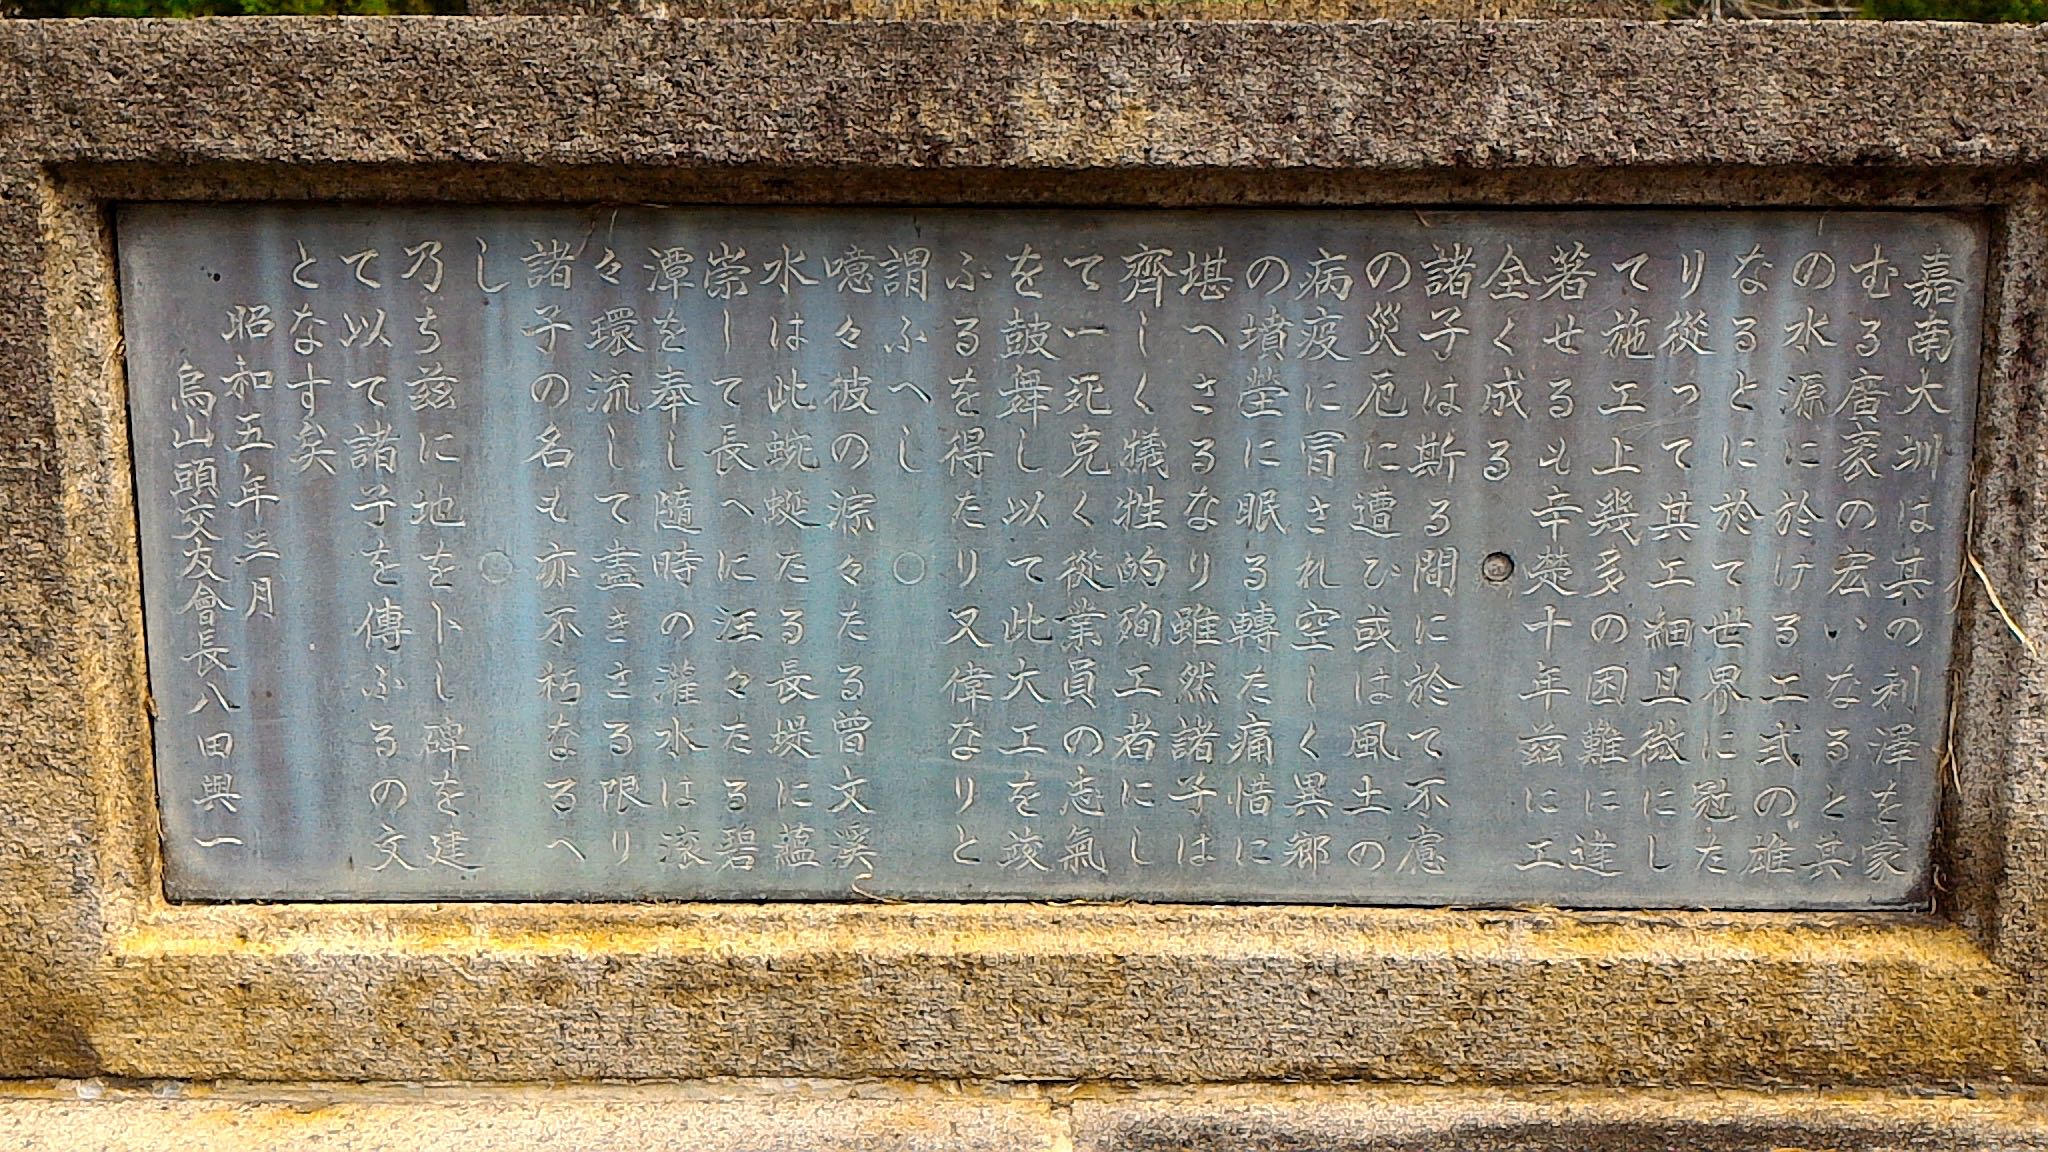 嘉南大圳は其の利澤を蒙
むる廣袤の宏いなると其
の水源に於ける工式の雄
なるとに於て世界に冠た
り從って其工細且微にし
て施工上幾多の困難に逢
著せるも辛楚十年茲に工
全く成る
諸子は斯る間に於て不慮
の災厄に遭ひ或は風土の
病疫に冒され空しく異郷
の墳塋に眠る轉た痛惜に
堪へさるなり雖然諸子は
齊しく犠牲的殉工者にし
て一死克く從業員の志氣
を鼓舞し以て此大工を竣
ふるを得たり又偉なりと
謂ふへし
噫々彼の淙々たる曾文溪
水は此蜿蜒たる長堤に蘊
崇して長へに汪々たる碧
潭を奉し隨時の灌水は滾
々環流して盡きさる限り
諸子の名も亦不朽なるへ
し
乃ち茲に地を卜し碑を建
て以て諸子を傳ふるの文
となす矣
昭和五年三月
烏山頭交友會長八田與一